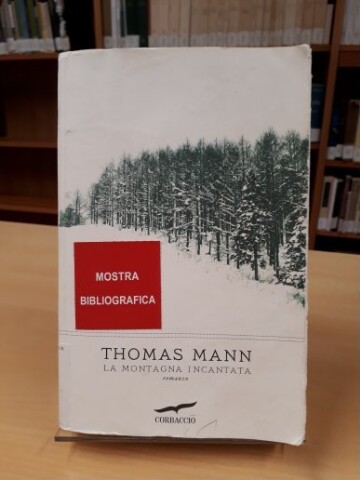 MOSTRA
BIBLIOGRAFICA
THOMAS MANN
LA MONTAGNA INCANTATA
romanzo
CORBACCIO